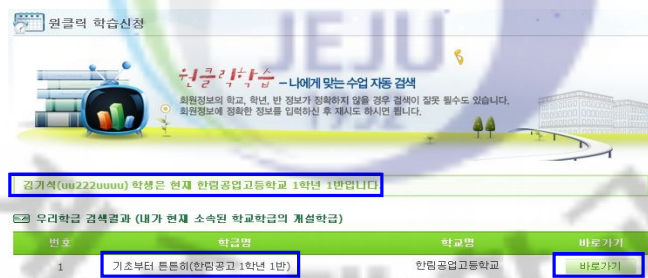 원클릭 학습신청
JEJU
원클릭학습 – 나에게 맞는 수업 자동 검색
회원정보의 학교, 학년, 반 정보가 정확하지 않을 경우 검색이 잘못 될수도 있습니다.
회원정보에 정확한 정보를 입력하신 후 재시도 하시면 됩니다.
김기석(uu222uuuu) 학생은 현재 한림공업고등학교 1학년 1반입니다.
우리학급 검색결과 (내가 현재 소속된 학교학급의 개설학급)
번호 학급명 학교명 바로가기
1 기초부터 튼튼히(한림공고 1학년 1반) 한림공업고등학교 바로가기